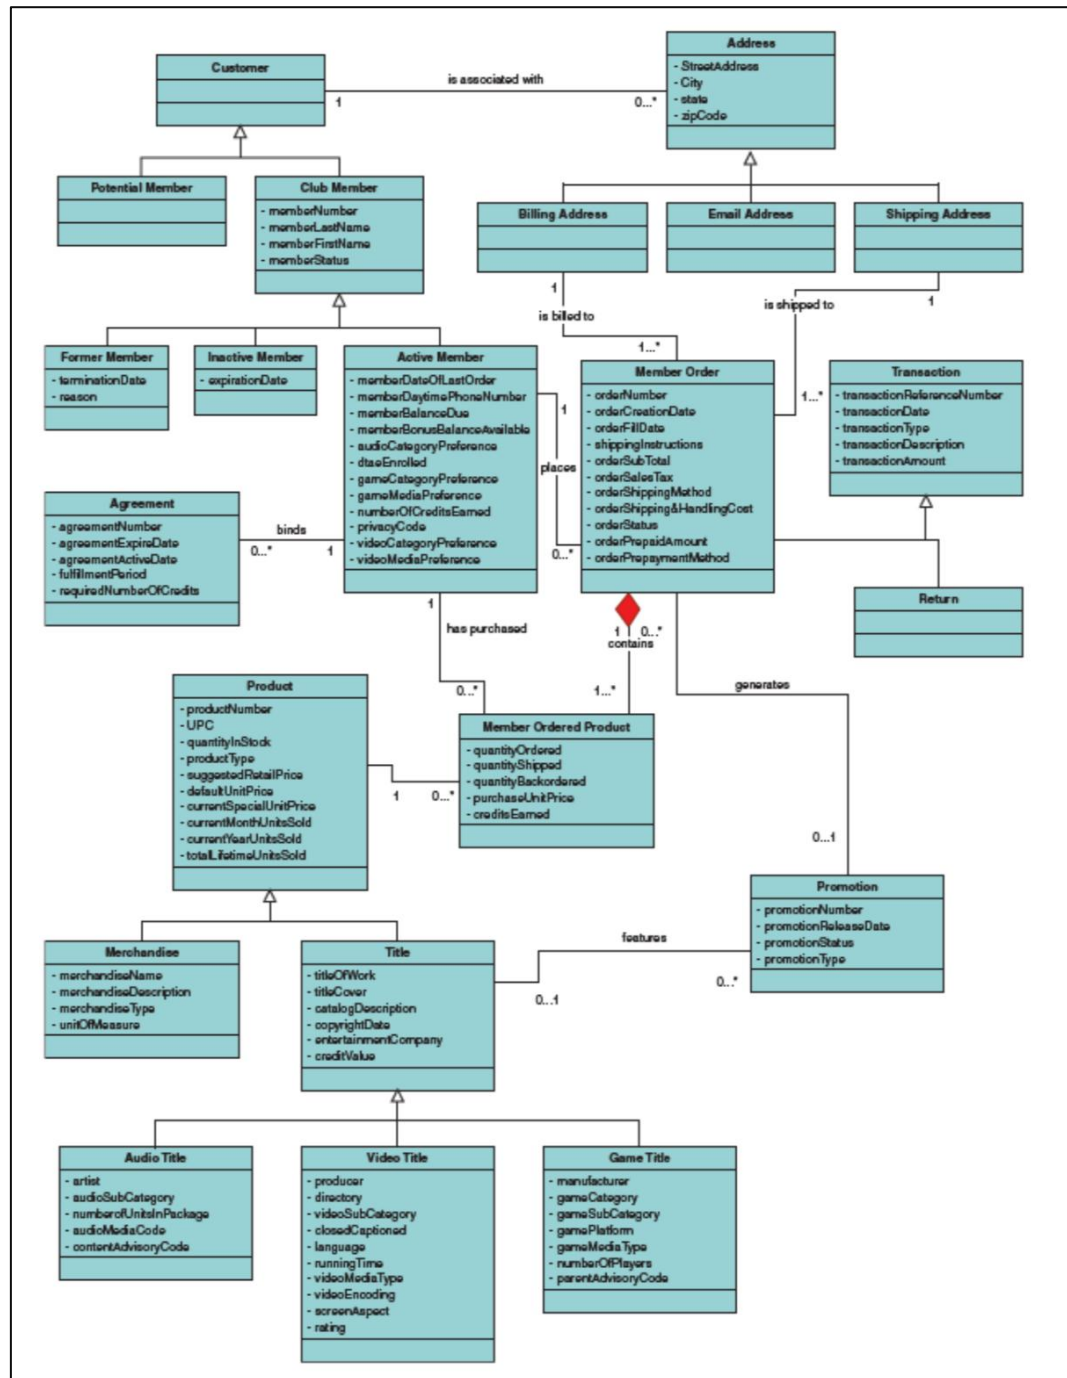 Customer
is associated with
1
0...*
Address
- StreetAddress
- City
- state
- zipCode
Potential Member
Club Member
- memberNumber
- memberLastName
- memberFirstName
- memberStatus
Billing Address
Email Address
Shipping Address
1
is billed to
1...*
is shipped to
1
1...*
Former Member
- terminationDate
- reason
Inactive Member
- expirationDate
Active Member
- memberDateOfLastOrder
- memberDaytimePhoneNumber
- memberBalanceDue
- memberBonusBalanceAvailable
- audioCategoryPreference
- dtaeEnrolled
- gameCategoryPreference
- gameMediaPreference
- numberOfCreditsEarned
- privacyCode
- videoCategoryPreference
- videoMediaPreference
1
places
0...*
Member Order
- orderNumber
- orderCreationDate
- orderFillDate
- shippingInstructions
- orderSubTotal
- orderSalesTax
- orderShippingMethod
- orderShipping&HandlingCost
- orderStatus
- orderPrepaidAmount
- orderPrepaymentMethod
Transaction
- transactionReferenceNumber
- transactionDate
- transactionType
- transactionDescription
- transactionAmount
Agreement
- agreementNumber
- agreementExpireDate
- agreementActiveDate
- fulfillmentPeriod
- requiredNumberOfCredits
binds
0...*
1
Return
1
has purchased
0...*
1
0...*
contains
1...*
generates
0...1
Product
- productNumber
- UPC
- quantityInStock
- productType
- suggestedRetailPrice
- defaultUnitPrice
- currentSpecialUnitPrice
- currentMonthUnitsSold
- currentYearUnitsSold
- totalLifetimeUnitsSold
1
0...*
Member Ordered Product
- quantityOrdered
- quantityShipped
- quantityBackordered
- purchaseUnitPrice
- creditsEarned
Promotion
- promotionNumber
- promotionReleaseDate
- promotionStatus
- promotionType
Merchandise
- merchandiseName
- merchandiseDescription
- merchandiseType
- unitOfMeasure
Title
- titleOfWork
- titleCover
- catalogDescription
- copyrightDate
- entertainmentCompany
- creditValue
features
0...1
0...*
Audio Title
- artist
- audioSubCategory
- numberofUnitsInPackage
- audioMediaCode
- contentAdvisoryCode
Video Title
- producer
- directory
- videoSubCategory
- closedCaptioned
- language
- runningTime
- videoMediaType
- videoEncoding
- screenAspect
- rating
Game Title
- manufacturer
- gameCategory
- gameSubCategory
- gamePlatform
- gameMediaType
- numberOfPlayers
- parentAdvisoryCode